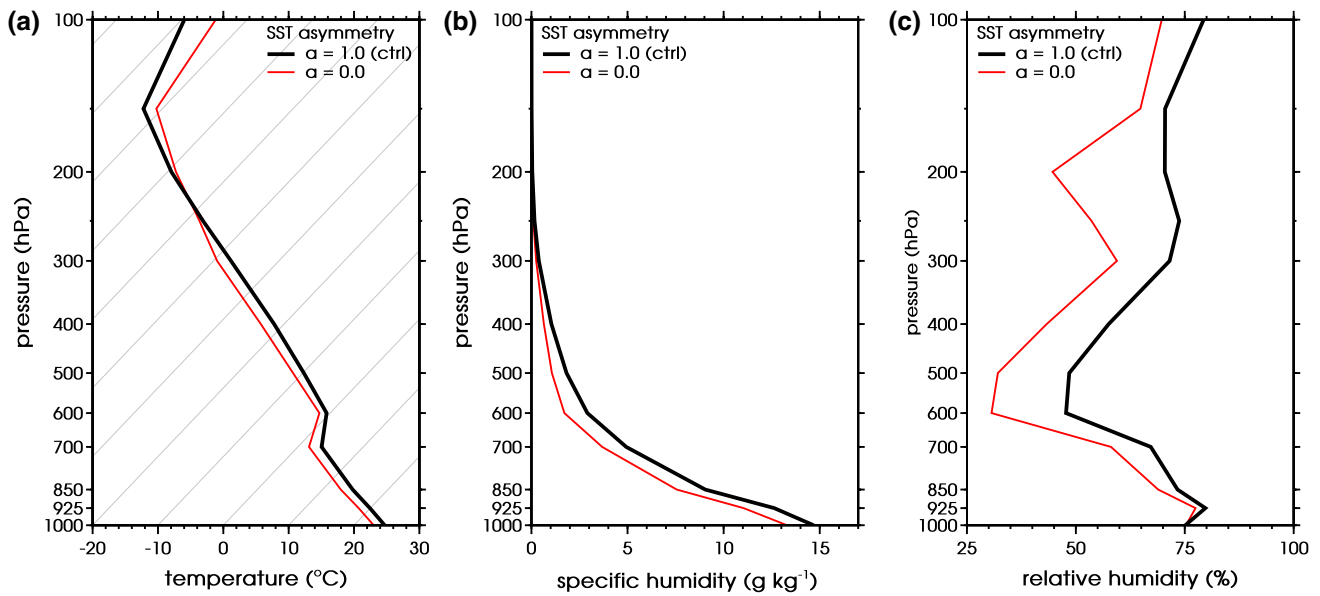 (a)
SST asymmetry
a = 1.0 (ctrl)
a = 0.0
100
200
300
400
500
600
700
850
925
1000
pressure (hPa)
-20
-10
0
10
20
30
temperature (°C)
(b)
SST asymmetry
a = 1.0 (ctrl)
a = 0.0
100
200
300
400
500
600
700
850
925
1000
pressure (hPa)
0
5
10
15
specific humidity (g kg⁻¹)
(c)
SST asymmetry
a = 1.0 (ctrl)
a = 0.0
100
200
300
400
500
600
700
850
925
1000
pressure (hPa)
25
50
75
100
relative humidity (%)